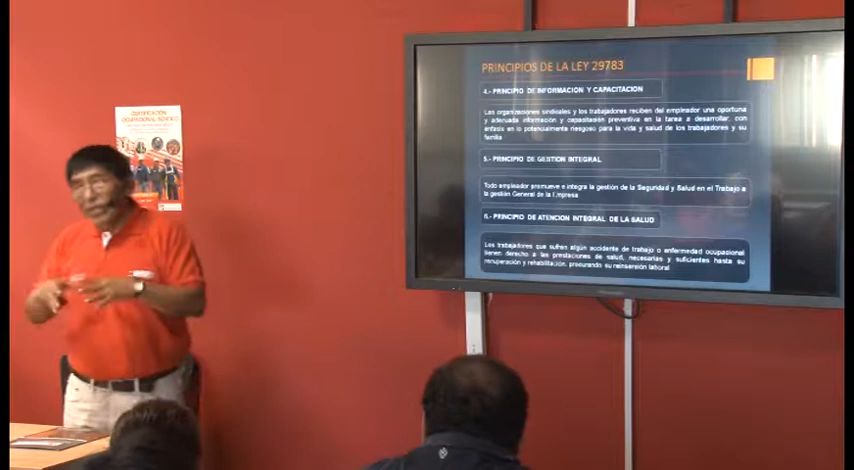 CERTIFICACIÓN
PRINCIPIOS DE LA LEY 29783
4.- PRINCIPIO DE INFORMACION Y CAPACITACION
Las organizaciones sindicales y los trabajadores reciben del empleador una oportuna
y adecuada información y capacitación preventiva en la tarea a desarrollar, con
énfasis en lo potencialmente riesgoso para la vida y salud de los trabajadores y su
familia
5.- PRINCIPIO DE GESTION INTEGRAL
Todo empleador promueve e integra la gestión de la Seguridad y Salud en el Trabajo a
la gestión General de la Empresa
6.- PRINCIPIO DE ATENCION INTEGRAL DE LA SALUD
Los trabajadores que sufran algún accidente de trabajo o enfermedad ocupacional
tienen derecho a las prestaciones de salud, necesarias y suficientes hasta su
recuperación y rehabilitación, procurando su reinserción laboral